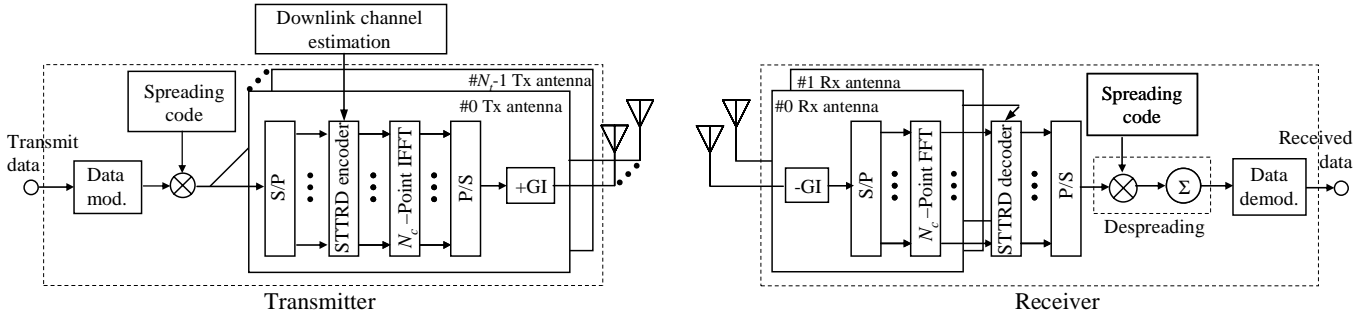 Downlink channel
estimation
#Nt-1 Tx antenna
#0 Tx antenna
Spreading
code
Transmit
data
Data
mod.
S/P
STTRD encoder
Nc–Point IFFT
P/S
+GI
Transmitter
#1 Rx antenna
#0 Rx antenna
-GI
S/P
Nc–Point FFT
STTRD decoder
P/S
Spreading
code
Σ
Despreading
Data
demod.
Received
data
Receiver